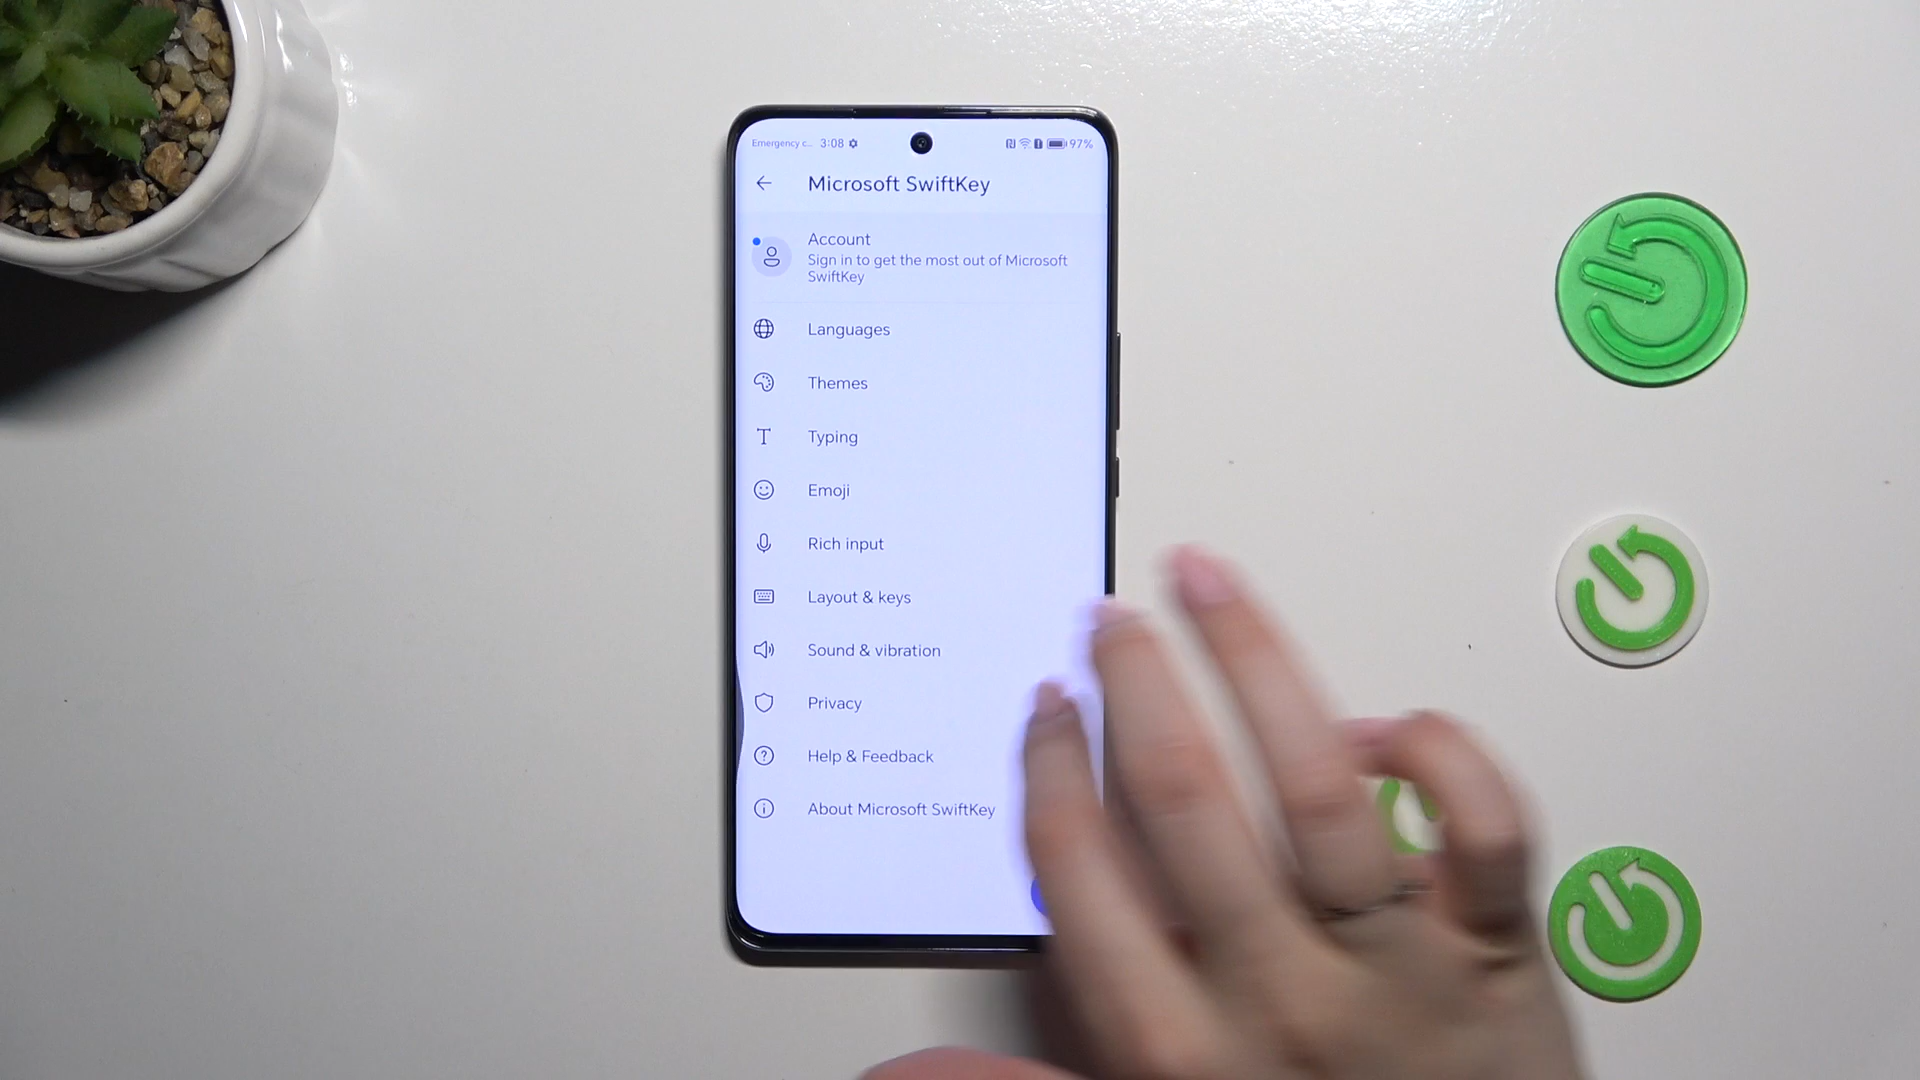 Emergency c... 3:08 97%
Microsoft SwiftKey
Account
Sign in to get the most out of Microsoft
SwiftKey
Languages
Themes
Typing
Emoji
Rich input
Layout & keys
Sound & vibration
Privacy
Help & Feedback
About Microsoft SwiftKey